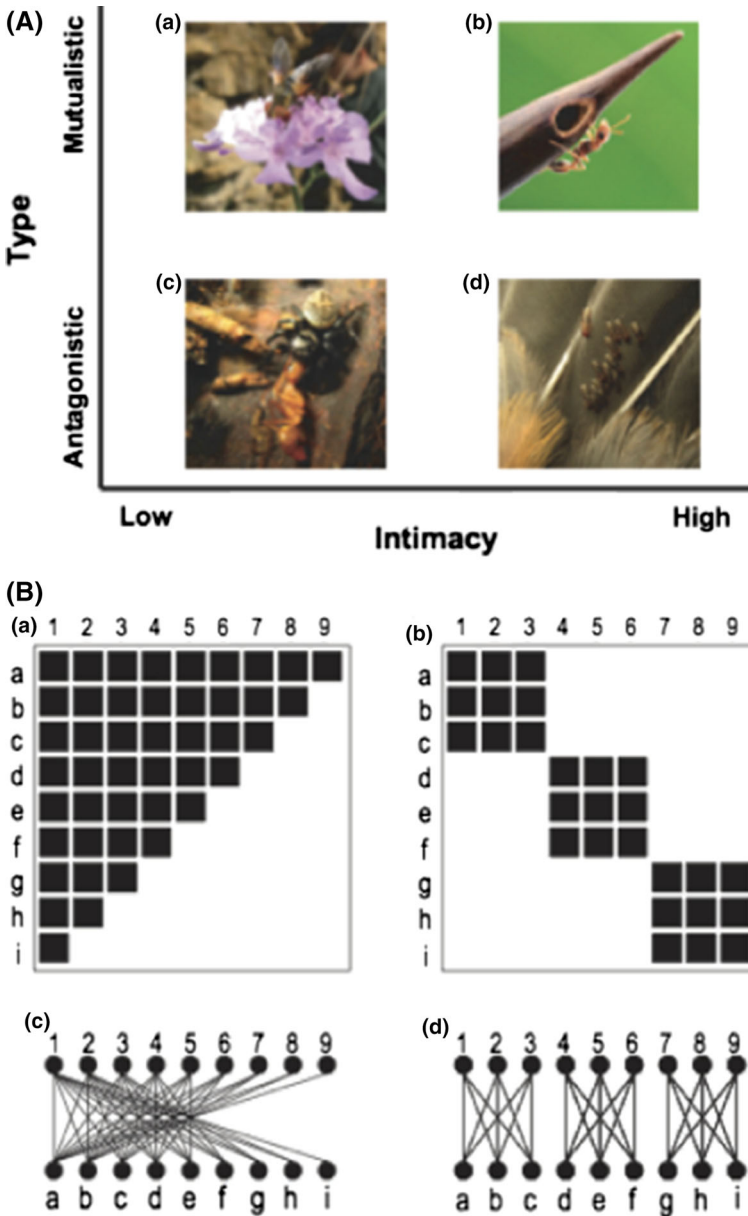 (A)
(a)
(b)
Mutualistic
Type
(c)
(d)
Antagonistic
Low
High
Intimacy
(B)
(a)
1 2 3 4 5 6 7 8 9
a
b
c
d
e
f
g
h
i
(b)
1 2 3 4 5 6 7 8 9
a
b
c
d
e
f
g
h
i
(c)
1 2 3 4 5 6 7 8 9
a b c d e f g h i
(d)
1 2 3 4 5 6 7 8 9
a b c d e f g h i